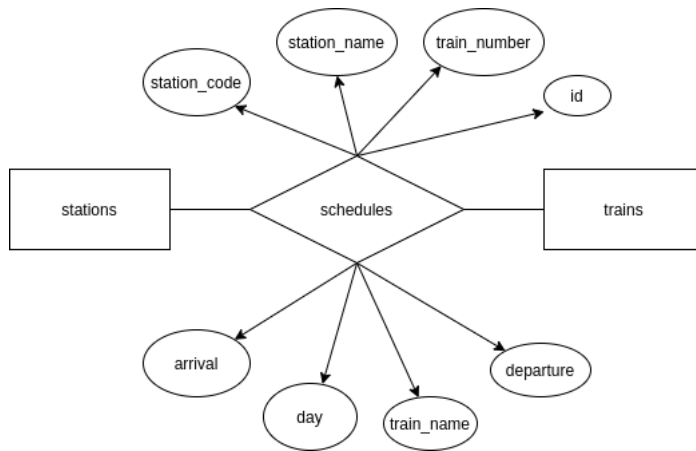 station_name
train_number
station_code
id
stations
schedules
trains
arrival
departure
day
train_name